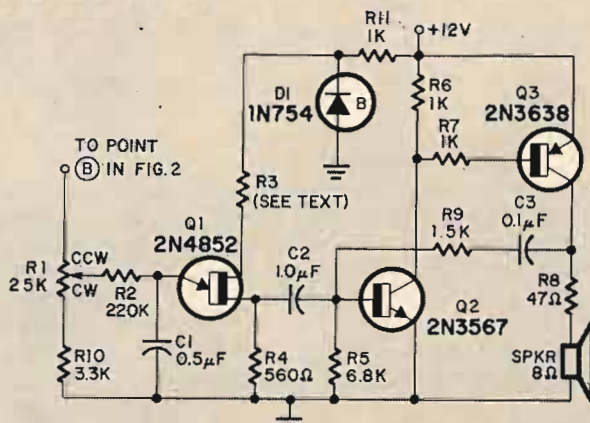 R11
1K
+12V
D1
1N754
B
R6
1K
Q3
2N3638
R7
1K
TO POINT
B IN FIG.2
R3
(SEE TEXT)
Q1
2N4852
C3
0.1µF
R9
1.5K
C2
1.0µF
R1
25K
CCW
CW
R2
220K
R8
47Ω
Q2
2N3567
C1
0.5µF
R10
3.3K
R4
560Ω
R5
6.8K
SPKR
8Ω